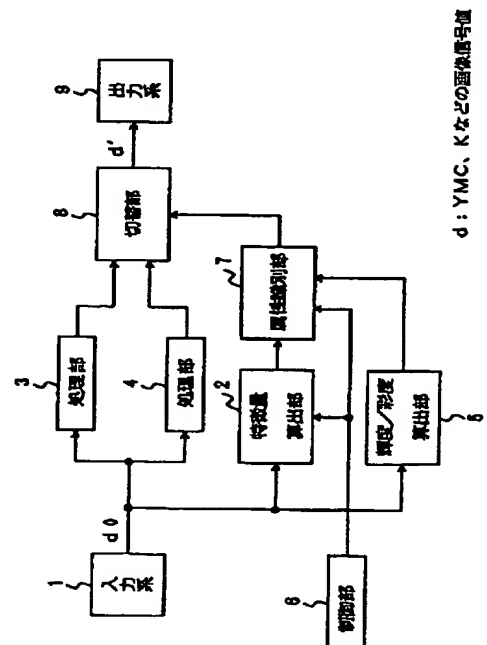 1
入力系
d0
3
処理部
4
処理部
2
特徴量
算出部
輝度/彩度
算出部
5
6
制御部
7
属性識別部
8
切替部
d'
9
出力系
d:YMC、Kなどの画像信号値